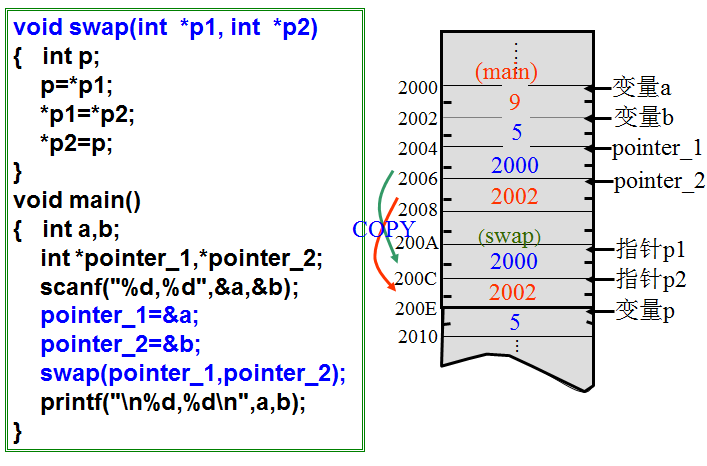 void swap(int *p1, int *p2)
{ int p;
p=*p1;
*p1=*p2;
*p2=p;
}
void main()
{ int a,b;
int *pointer_1,*pointer_2;
scanf("%d,%d",&a,&b);
pointer_1=&a;
pointer_2=&b;
swap(pointer_1,pointer_2);
printf("\n%d,%d\n",a,b);
}
(main)
2000 变量a
9
2002 变量b
5
2004 pointer_1
2000
2006 pointer_2
2002
2008
COPY
(swap)
200A 指针p1
2000
200C 指针p2
2002
200E 变量p
5
2010